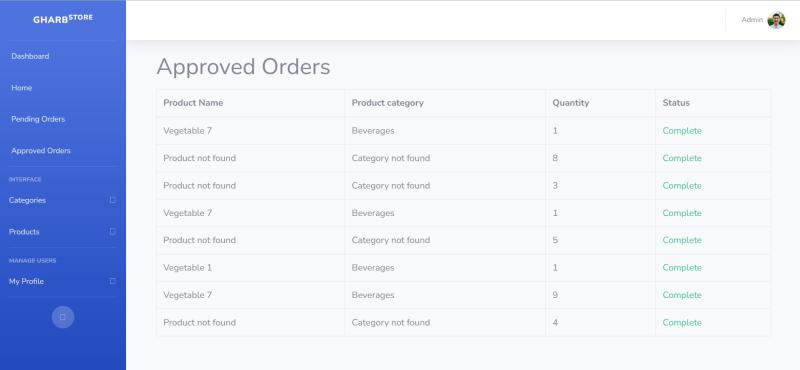 GHARBSTORE
Admin
Dashboard
Home
Pending Orders
Approved Orders
INTERFACE
Categories
Products
MANAGE USERS
My Profile
Approved Orders
Product Name Product category Quantity Status
Vegetable 7 Beverages 1 Complete
Product not found Category not found 8 Complete
Product not found Category not found 3 Complete
Vegetable 7 Beverages 1 Complete
Product not found Category not found 5 Complete
Vegetable 1 Beverages 1 Complete
Vegetable 7 Beverages 9 Complete
Product not found Category not found 4 Complete